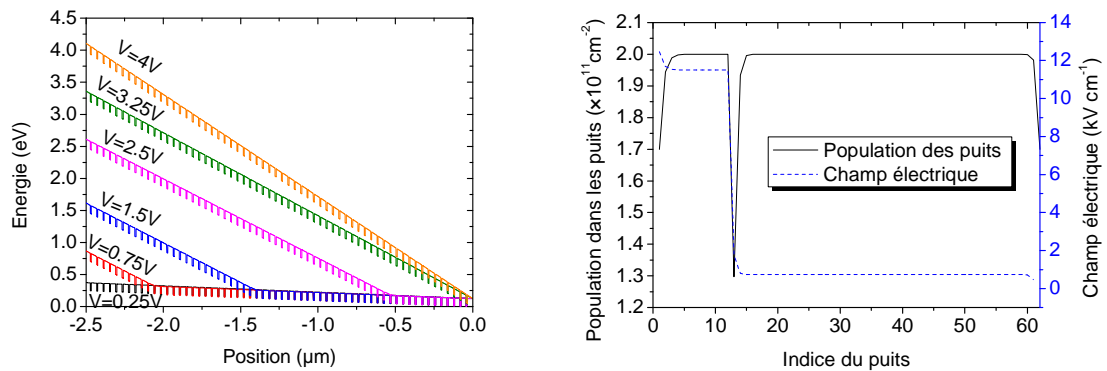 4.5
4.0
3.5
3.0
2.5
2.0
1.5
1.0
0.5
0.0
Energie (eV)
V=4V
V=3.25V
V=2.5V
V=1.5V
V=0.75V
V=0.25V
-2.5 -2.0 -1.5 -1.0 -0.5 0.0
Position (µm)
2.1
2.0
1.9
1.8
1.7
1.6
1.5
1.4
1.3
1.2
Population dans les puits (×10¹¹cm⁻²)
Population des puits
Champ électrique
14
12
10
8
6
4
2
0
Champ électrique (kV cm⁻¹)
0 10 20 30 40 50 60
Indice du puits